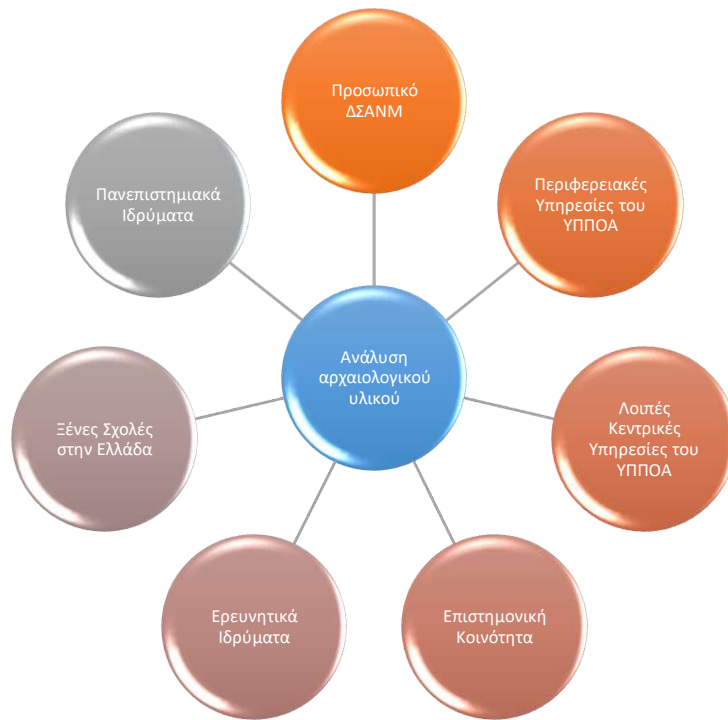 Προσωπικό
ΔΣΑΝΜ
Περιφερειακές
Υπηρεσίες του
ΥΠΠΟΑ
Λοιπές
Κεντρικές
Υπηρεσίες του
ΥΠΠΟΑ
Επιστημονική
Κοινότητα
Ερευνητικά
Ιδρύματα
Ξένες Σχολές
στην Ελλάδα
Πανεπιστημιακά
Ιδρύματα
Ανάλυση
αρχαιολογικού
υλικού